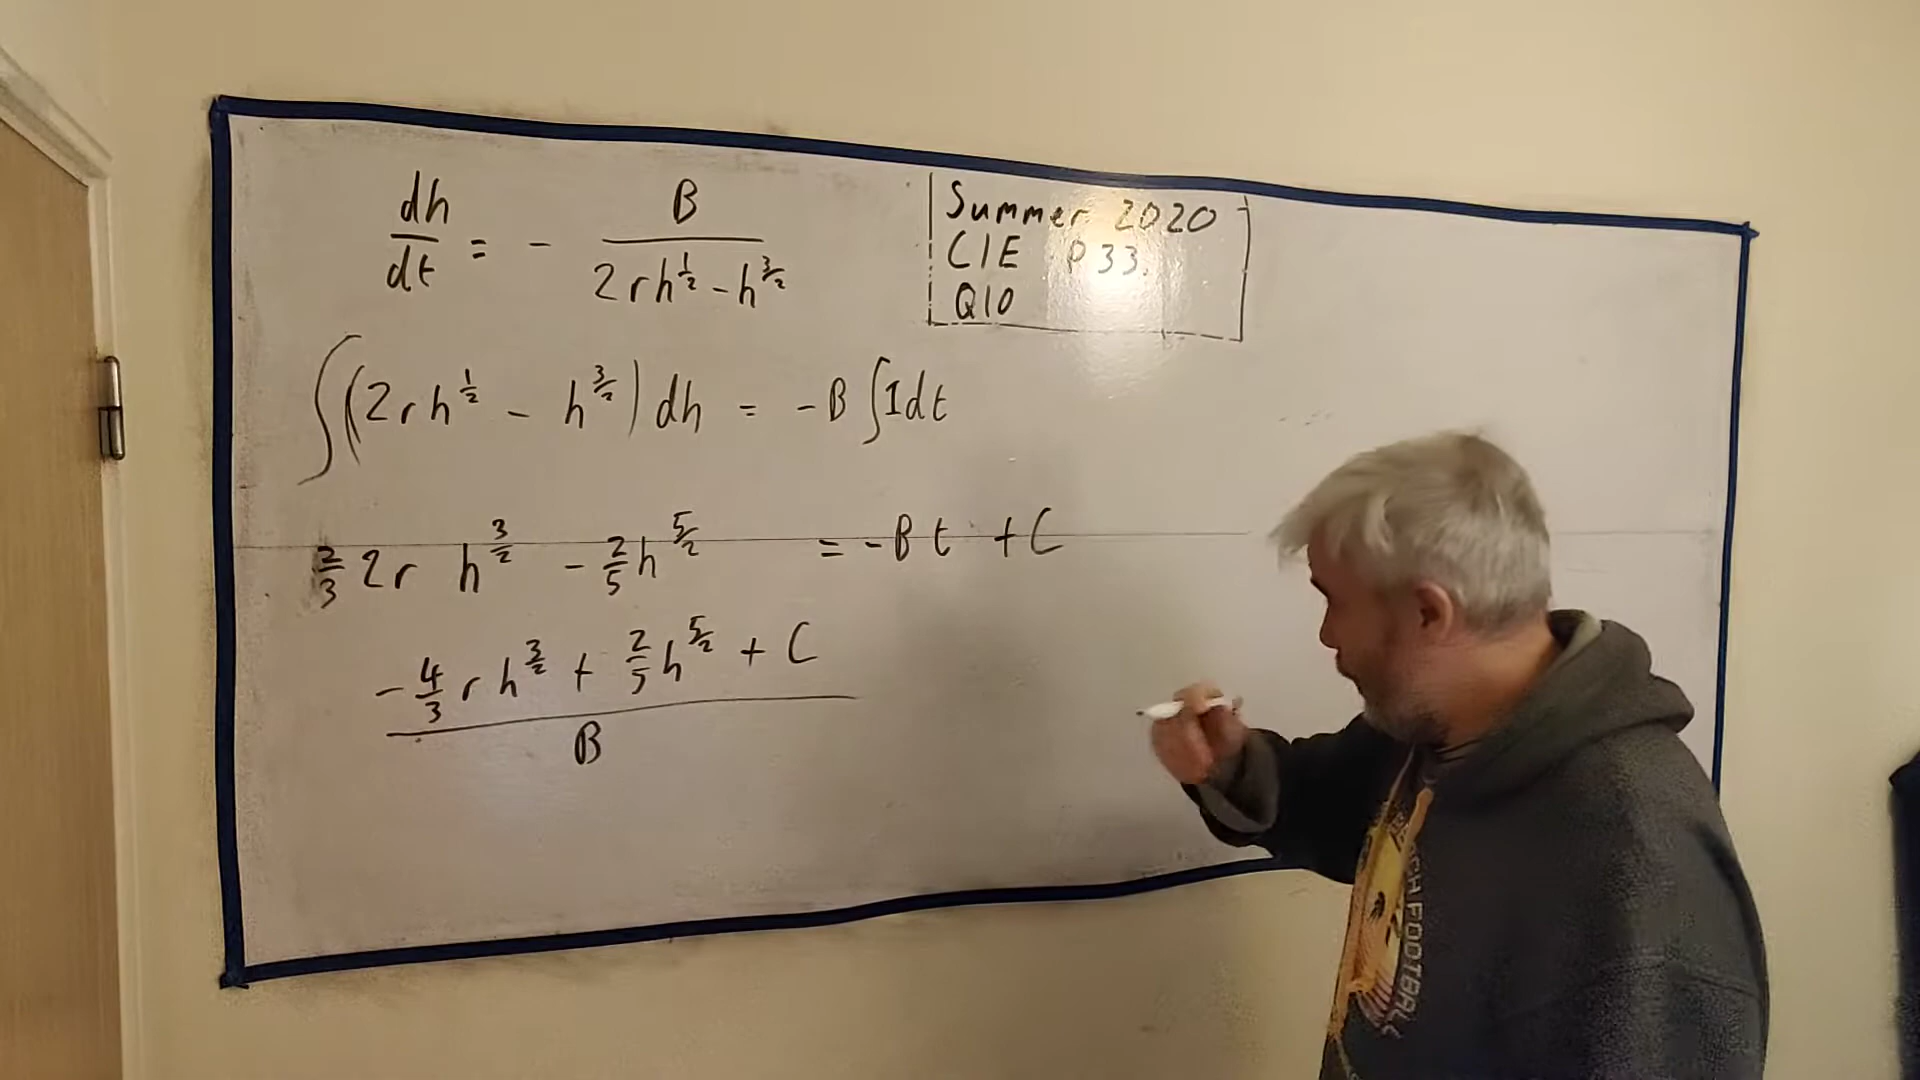 dh/dt = - B/(2rh^{1/2} - h^{3/2})
Summer 2020
CIE P33.
Q10
∫(2rh^{1/2} - h^{3/2}) dh = -B ∫1dt
2/3 2r h^{3/2} - 2/5 h^{5/2} = -Bt + C
(-4/3 r h^{3/2} + 2/5 h^{5/2} + C)/B
FOOTBALL